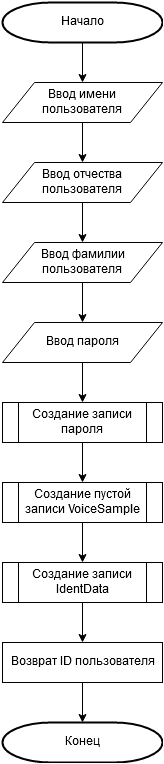 Начало
Ввод имени
пользователя
Ввод отчества
пользователя
Ввод фамилии
пользователя
Ввод пароля
Создание записи
пароля
Создание пустой
записи VoiceSample
Создание записи
IdentData
Возврат ID пользователя
Конец